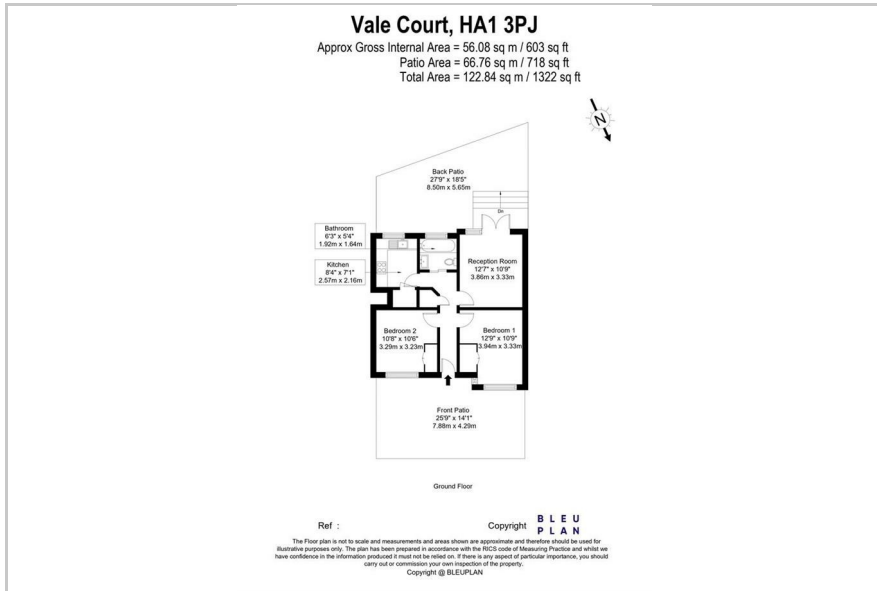 Vale Court, HA1 3PJ
Approx Gross Internal Area = 56.08 sq m / 603 sq ft
Patio Area = 66.76 sq m / 718 sq ft
Total Area = 122.84 sq m / 1322 sq ft
N
Back Patio
27'9" x 18'5"
8.50m x 5.65m
Dn
Bathroom
6'3" x 5'4"
1.92m x 1.64m
Kitchen
8'4" x 7'1"
2.57m x 2.16m
Reception Room
12'7" x 10'9"
3.86m x 3.33m
Bedroom 2
10'8" x 10'6"
3.29m x 3.23m
Bedroom 1
12'9" x 10'9"
3.94m x 3.33m
Front Patio
25'9" x 14'1"
7.88m x 4.29m
Ground Floor
Ref :
Copyright
BLEU
PLAN
The Floor plan is not to scale and measurements and areas shown are approximate and therefore should be used for
illustrative purposes only. The plan has been prepared in accordance with the RICS code of Measuring Practice and whilst we
have confidence in the information produced it must not be relied on. If there is any aspect of particular importance, you should
carry out or commission your own inspection of the property.
Copyright @ BLEUPLAN